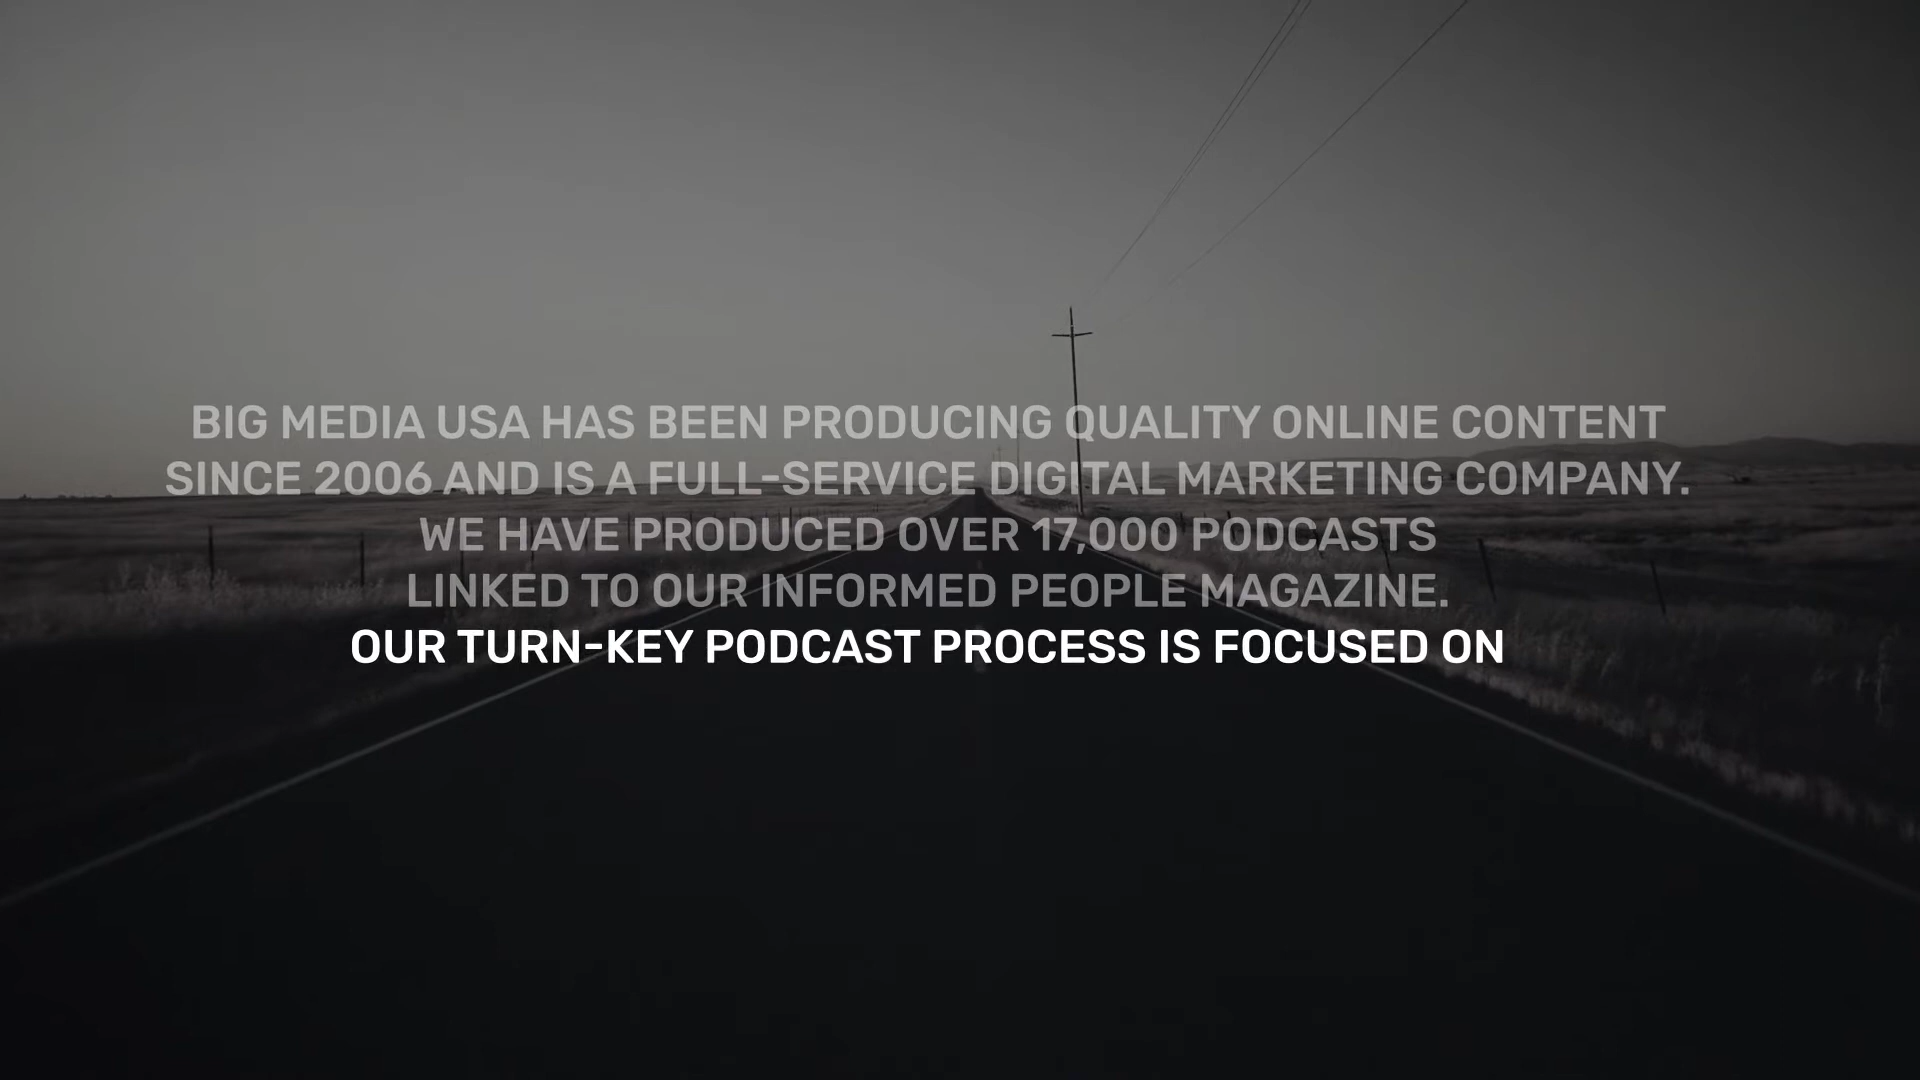 BIG MEDIA USA HAS BEEN PRODUCING QUALITY ONLINE CONTENT
SINCE 2006 AND IS A FULL-SERVICE DIGITAL MARKETING COMPANY.
WE HAVE PRODUCED OVER 17,000 PODCASTS
LINKED TO OUR INFORMED PEOPLE MAGAZINE.
OUR TURN-KEY PODCAST PROCESS IS FOCUSED ON